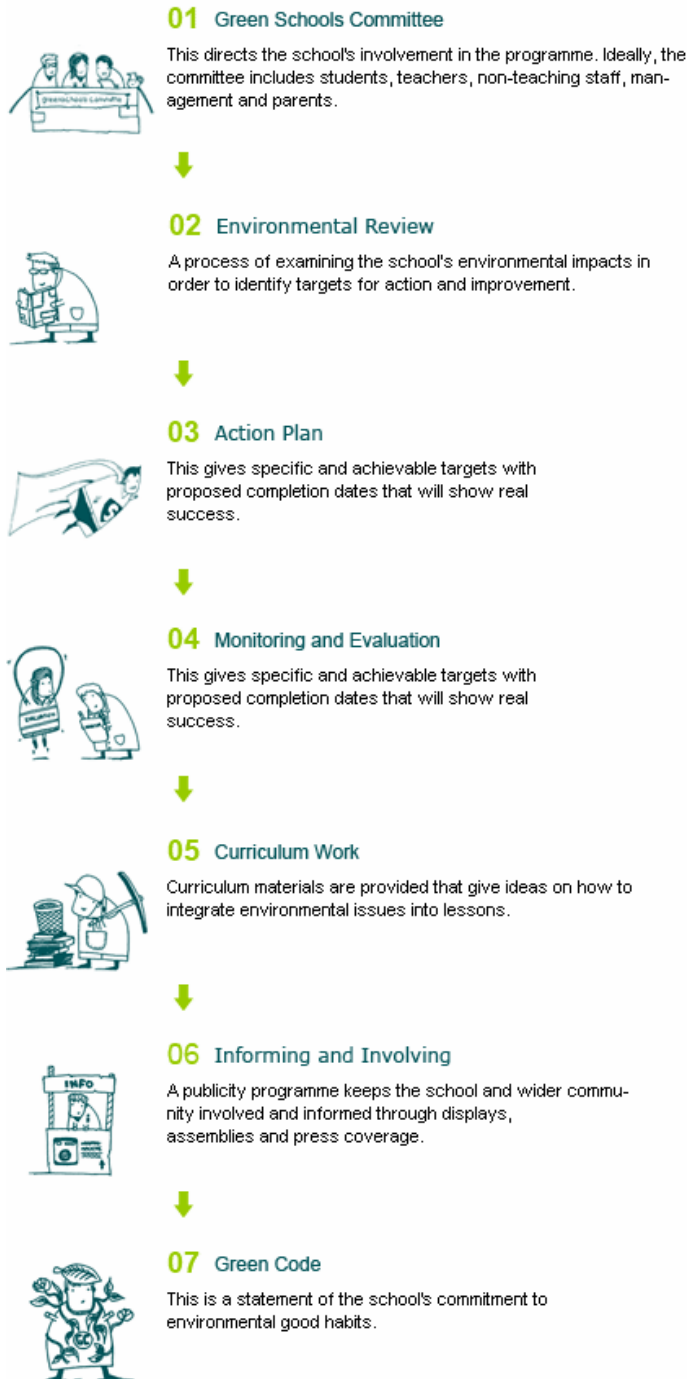 01 Green Schools Committee
This directs the school's involvement in the programme. Ideally, the
committee includes students, teachers, non-teaching staff, man-
agement and parents.
greenschools committee
02 Environmental Review
A process of examining the school's environmental impacts in
order to identify targets for action and improvement.
03 Action Plan
This gives specific and achievable targets with
proposed completion dates that will show real
success.
04 Monitoring and Evaluation
This gives specific and achievable targets with
proposed completion dates that will show real
success.
EVALUATION
05 Curriculum Work
Curriculum materials are provided that give ideas on how to
integrate environmental issues into lessons.
06 Informing and Involving
A publicity programme keeps the school and wider commu-
nity involved and informed through displays,
assemblies and press coverage.
INFO
07 Green Code
This is a statement of the school's commitment to
environmental good habits.
GC